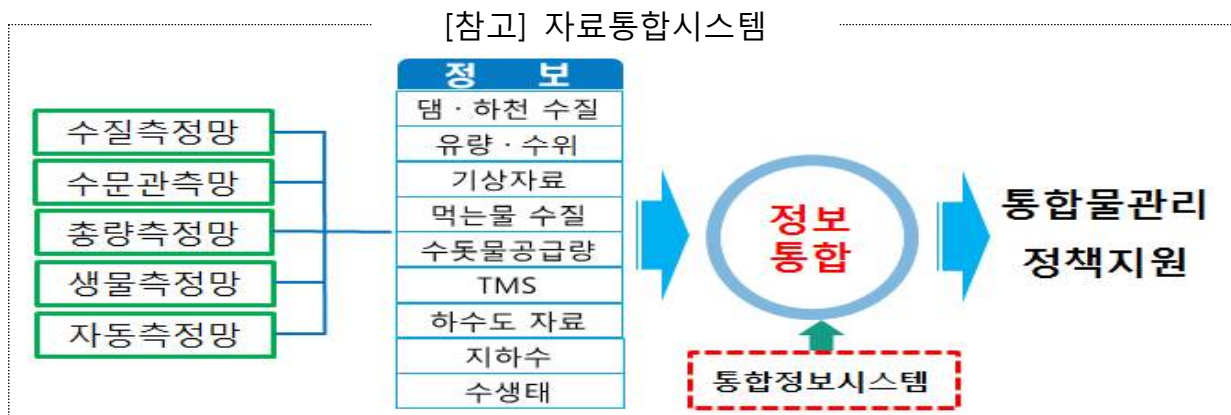 [참고] 자료통합시스템
수질측정망
수문관측망
총량측정망
생물측정망
자동측정망
정 보
댐 · 하천 수질
유량 · 수위
기상자료
먹는물 수질
수돗물공급량
TMS
하수도 자료
지하수
수생태
정보
통합
통합정보시스템
통합물관리
정책지원